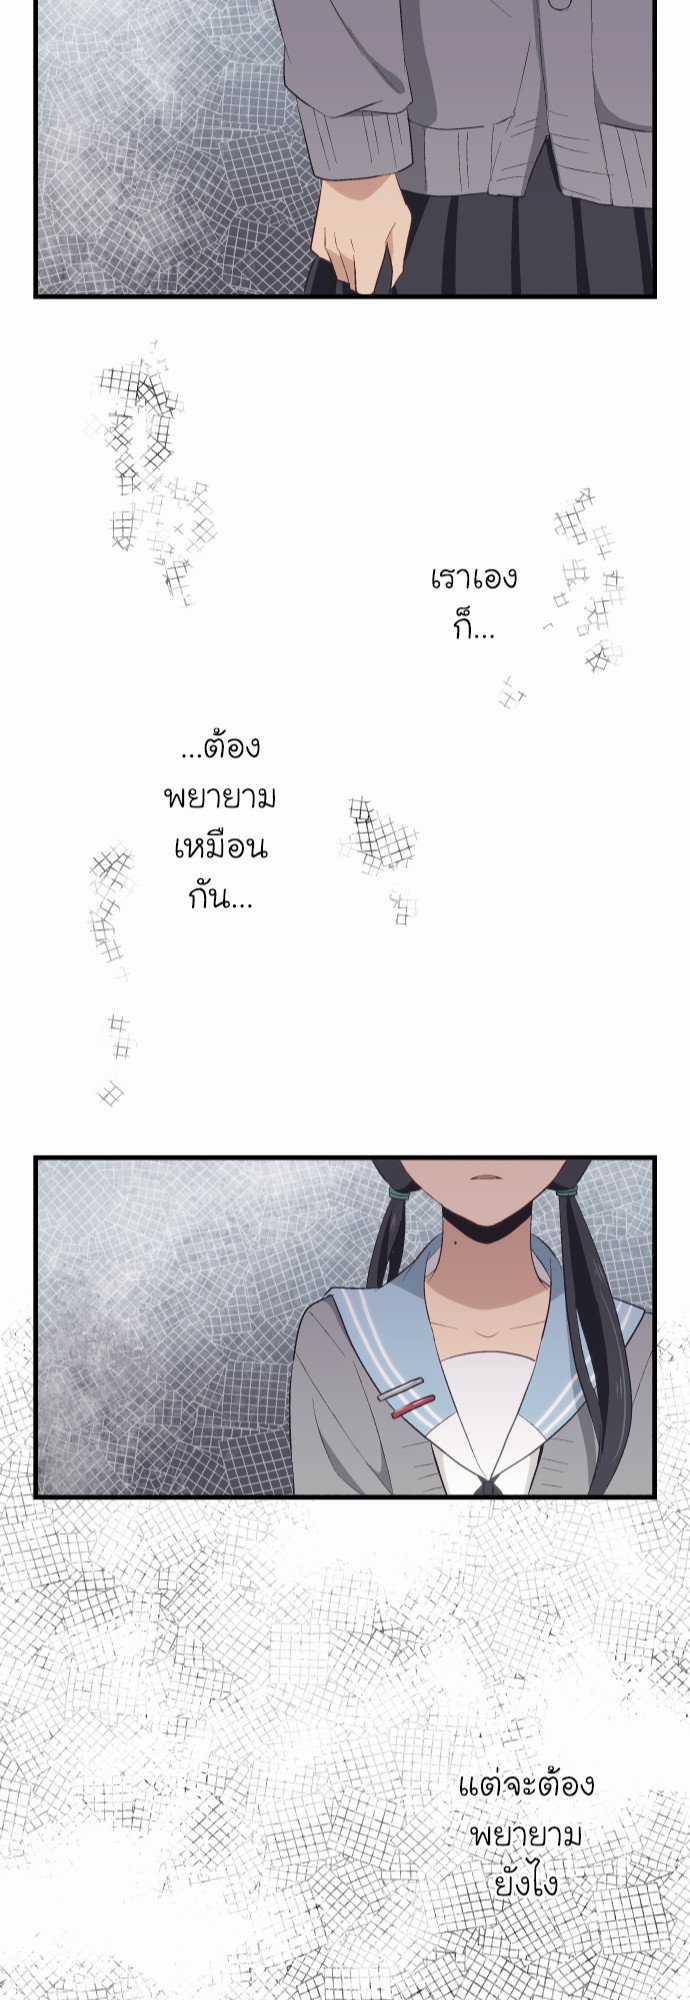 เราเอง
ก็...
...ต้อง
พยายาม
เหมือน
กัน...
แต่จะต้อง
พยายาม
ยังไง